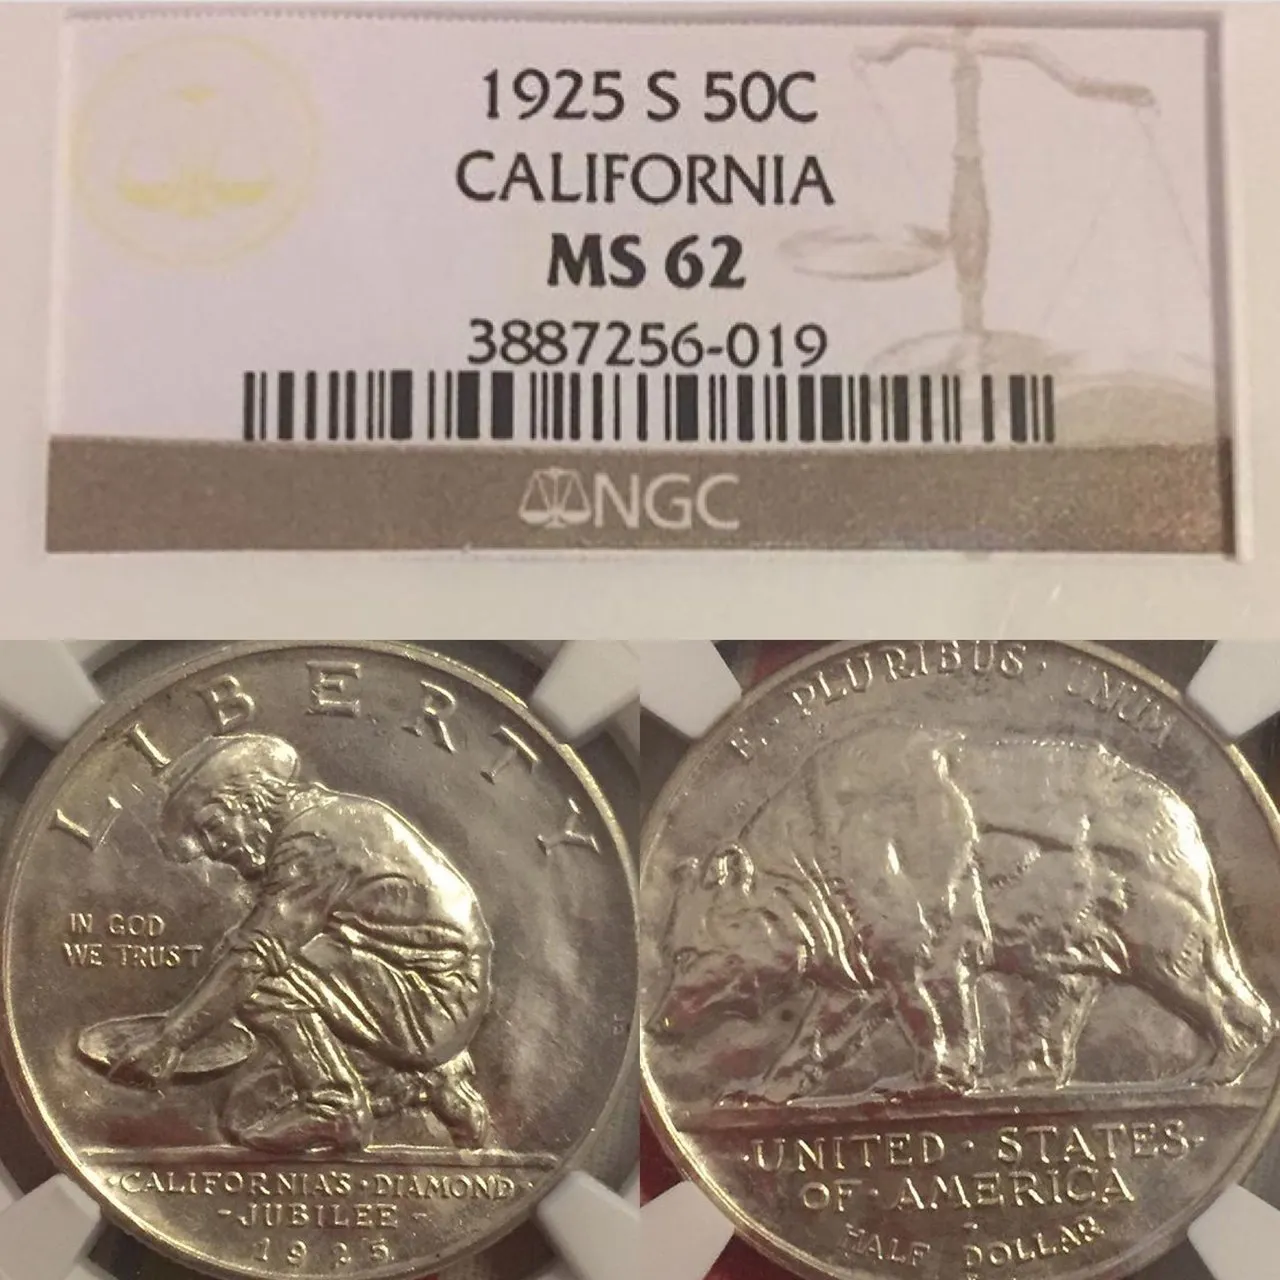 1925 S 50C
CALIFORNIA
MS 62
3887256-019
NGC
LIBERTY
IN GOD
WE TRUST
CALIFORNIA'S · DIAMOND
- JUBILEE -
1925
E · PLURIBUS · UNUM
· UNITED · STATES ·
OF · AMERICA
HALF DOLLAR